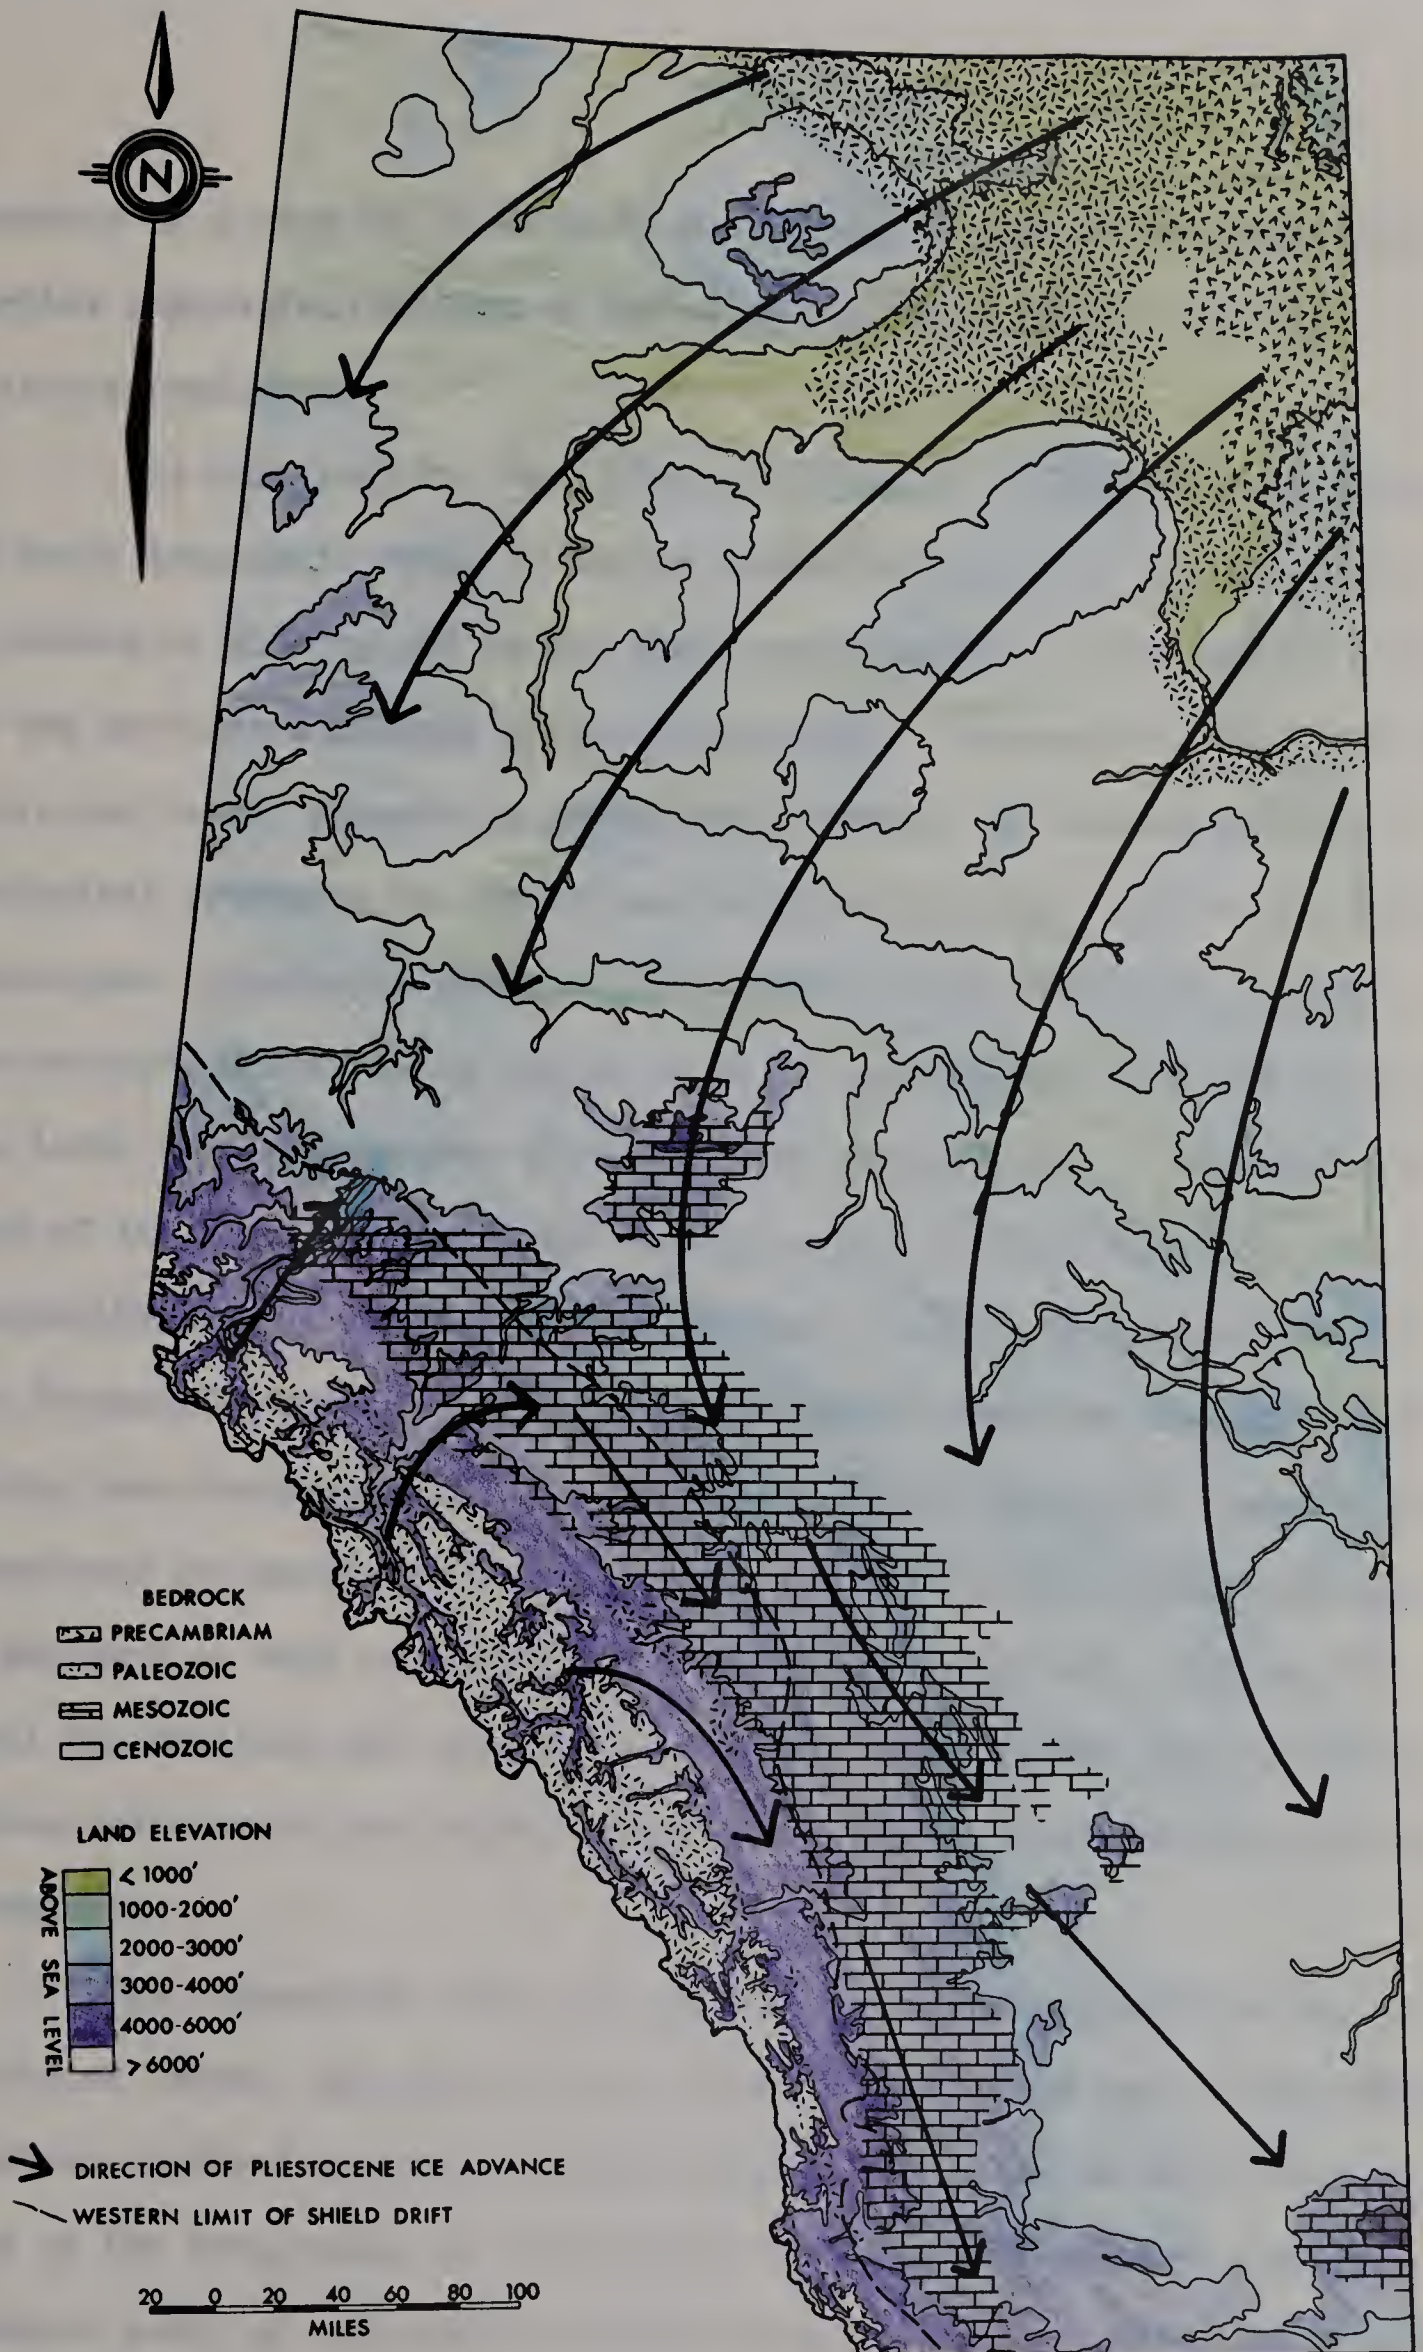 N
BEDROCK
PRECAMBRIAM
PALEOZOIC
MESOZOIC
CENOZOIC
LAND ELEVATION
ABOVE SEA LEVEL
< 1000'
1000-2000'
2000-3000'
3000-4000'
4000-6000'
> 6000'
DIRECTION OF PLIESTOCENE ICE ADVANCE
WESTERN LIMIT OF SHIELD DRIFT
20 0 20 40 60 80 100
MILES